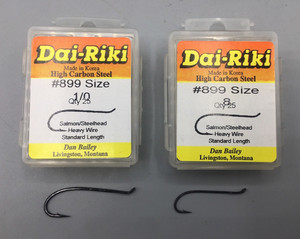 Dai-Riki
Made in Korea
High Carbon Steel
#899 Size
1/0
Qty 25
Salmon/Steelhead
Heavy Wire
Standard Length
Dan Bailey
Livingston, Montana
Dai-Riki
Made in Korea
High Carbon Steel
#899 Size
8
Qty 25
Salmon/Steelhead
Heavy Wire
Standard Length
Dan Bailey
Livingston, Montana